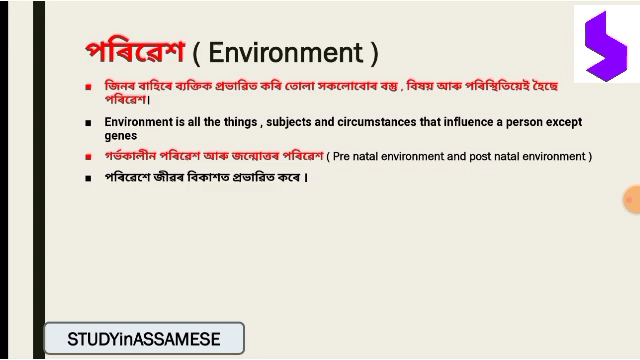 পৰিৱেশ ( Environment )
জিনৰ বাহিৰে ব্যক্তিক প্ৰভাৱিত কৰি তোলা সকলোবোৰ বস্তু , বিষয় আৰু পৰিস্থিতিয়েই হৈছে
পৰিৱেশ।
Environment is all the things , subjects and circumstances that influence a person except
genes
গৰ্ভকালীন পৰিৱেশ আৰু জন্মোত্তৰ পৰিৱেশ ( Pre natal environment and post natal environment )
পৰিৱেশে জীৱৰ বিকাশত প্ৰভাৱিত কৰে ।
STUDYinASSAMESE